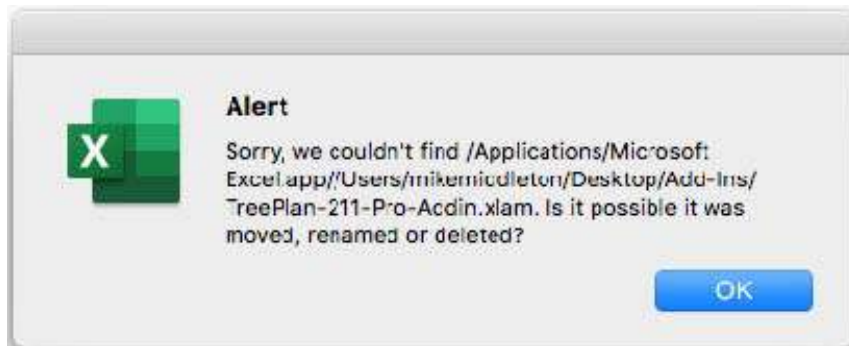 Alert
Sorry, we couldn't find /Applications/Microsoft
Excel.app//Users/mikemiddleton/Desktop/Add-Ins/
TreePlan-211-Pro-Addin.xlam. Is it possible it was
moved, renamed or deleted?
X
OK